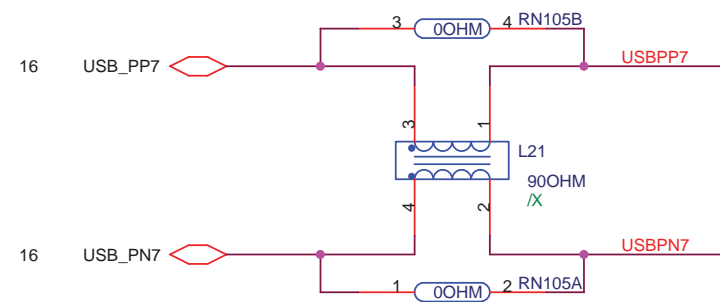 3 0OHM 4 RN105B
16 USB_PP7 USBPP7
3 1
L21
90OHM
/X
4 2
16 USB_PN7 USBPN7
1 0OHM 2 RN105A